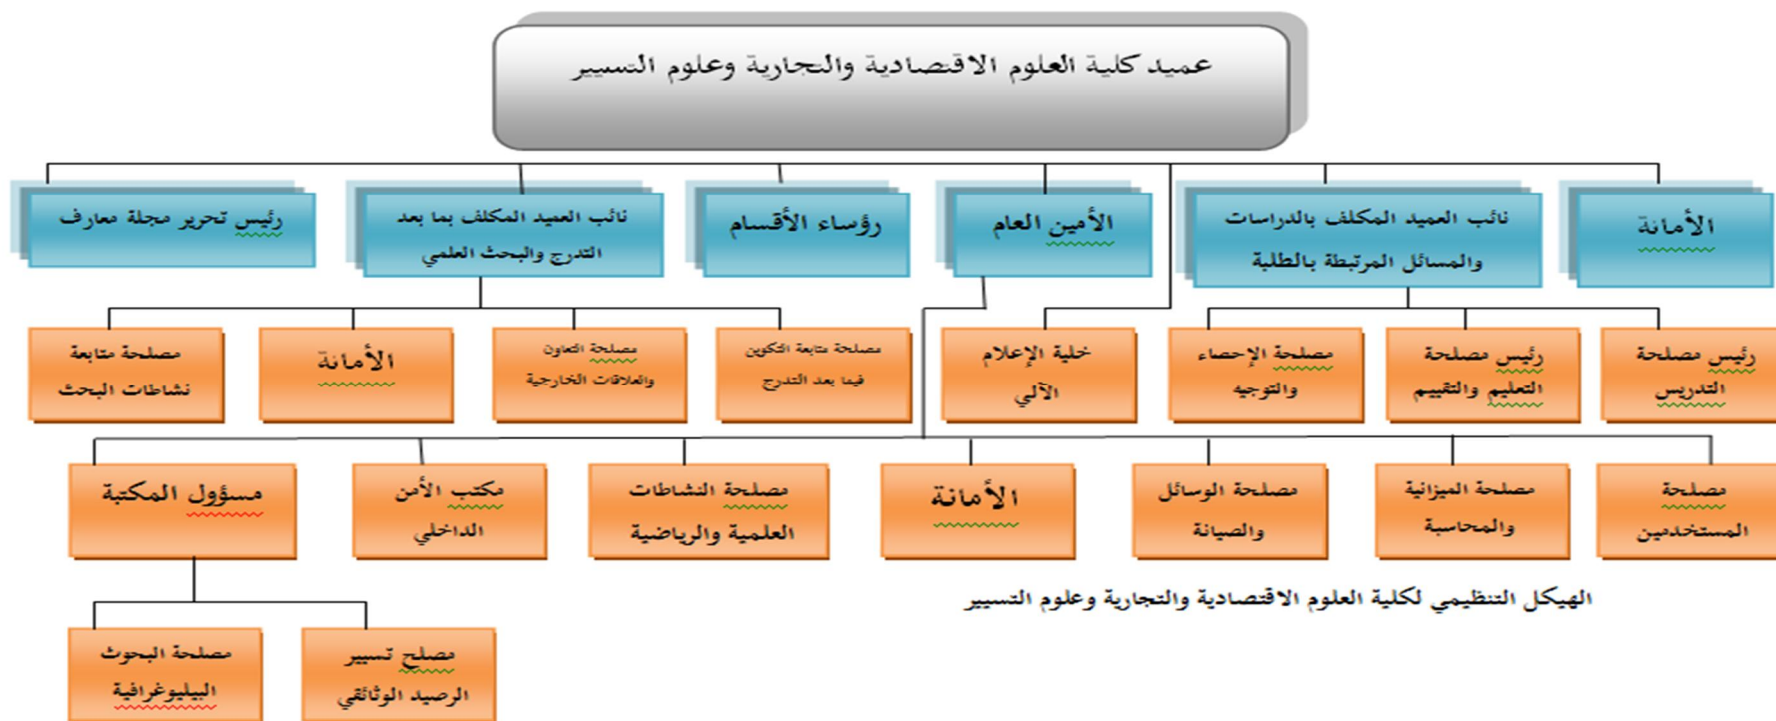 عميد كلية العلوم الاقتصادية والتجارية وعلوم التسيير
الأمانة
نائب العميد المكلف بالدراسات
والمسائل المرتبطة بالطلبة
الأمين العام
رؤساء الأقسام
نائب العميد المكلف بما بعد
التدرج والبحث العلمي
رئيس تحرير مجلة معارف
رئيس مصلحة
التدريس
رئيس مصلحة
التعليم والتقييم
مصلحة الإحصاء
والتوجيه
خلية الإعلام
الآلي
مصلحة متابعة التكوين
فيما بعد التدرج
مصلحة التعاون
والعلاقات الخارجية
الأمانة
مصلحة متابعة
نشاطات البحث
مصلحة
المستخدمين
مصلحة الميزانية
والمحاسبة
مصلحة الوسائل
والصيانة
الأمانة
مصلحة النشاطات
العلمية والرياضية
مكتب الأمن
الداخلي
مسؤول المكتبة
الهيكل التنظيمي لكلية العلوم الاقتصادية والتجارية وعلوم التسيير
مصلح تسيير
الرصيد الوثائقي
مصلحة البحوث
البيليوغرافية